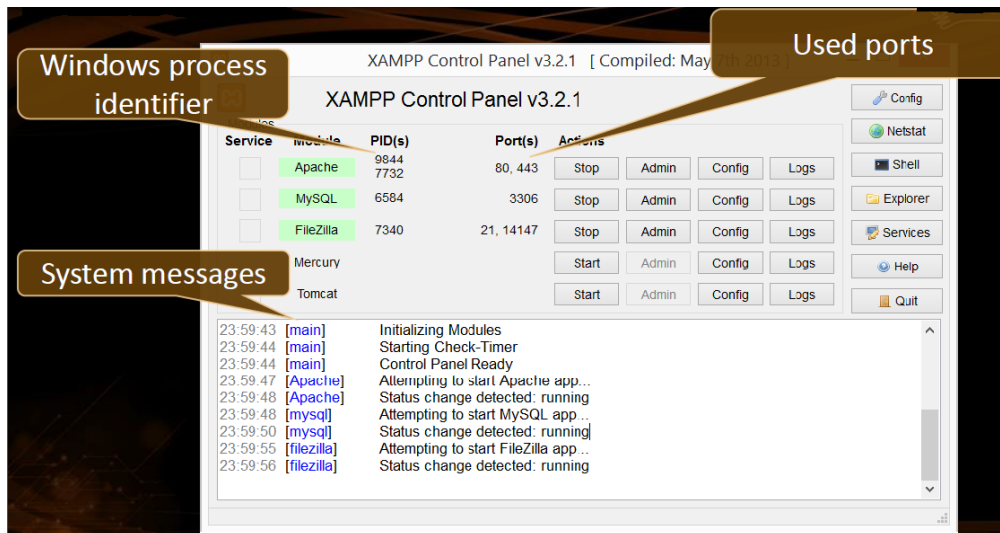 Windows process
identifier
Used ports
XAMPP Control Panel v3.2.1 [ Compiled: May 7th 2013 ]
XAMPP Control Panel v3.2.1
Config
Modules
Service Module PID(s) Port(s) Actions
Netstat
Apache 9844 7732 80, 443 Stop Admin Config Logs
Shell
MySQL 6584 3306 Stop Admin Config Logs
Explorer
FileZilla 7340 21, 14147 Stop Admin Config Logs
Services
System messages
Mercury Start Admin Config Logs
Help
Tomcat Start Admin Config Logs
Quit
23:59:43 [main] Initializing Modules
23:59:44 [main] Starting Check-Timer
23:59:44 [main] Control Panel Ready
23:59:47 [Apache] Attempting to start Apache app...
23:59:48 [Apache] Status change detected: running
23:59:48 [mysql] Attempting to start MySQL app...
23:59:50 [mysql] Status change detected: running
23:59:55 [filezilla] Attempting to start FileZilla app...
23:59:56 [filezilla] Status change detected: running